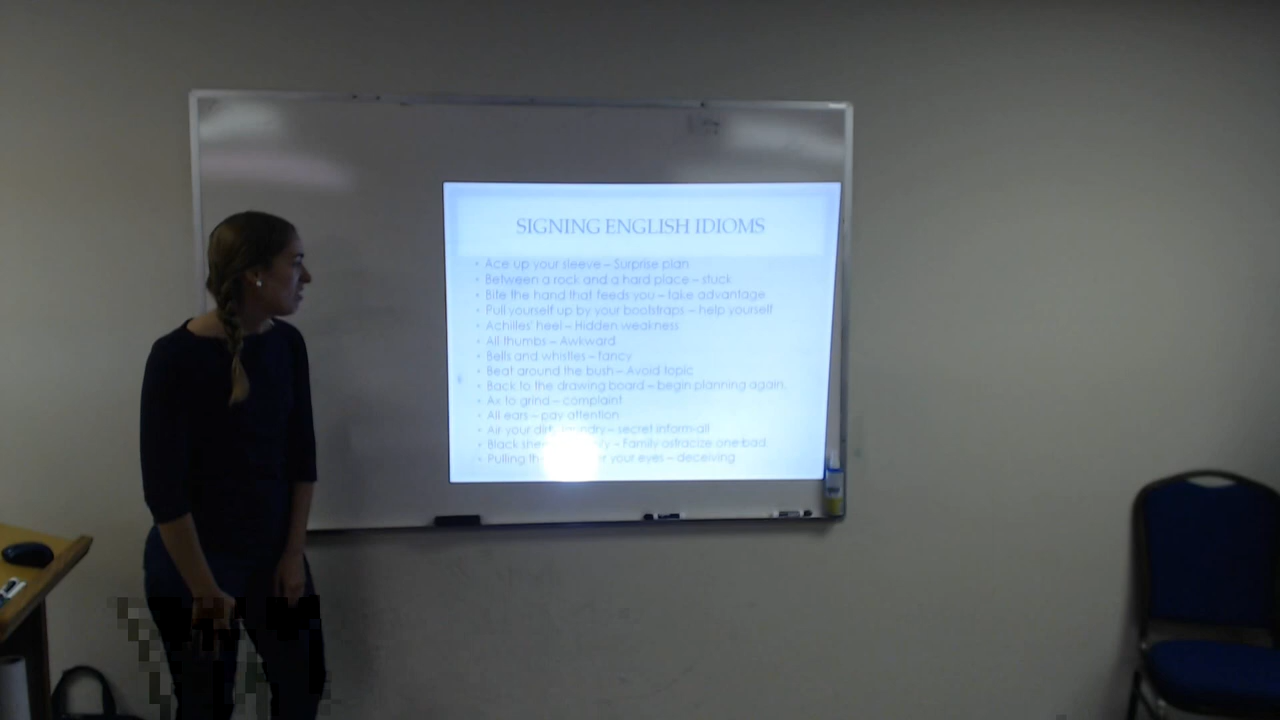 SIGNING ENGLISH IDIOMS
• Ace up your sleeve – Surprise plan
• Between a rock and a hard place – stuck
• Bite the hand that feeds you – take advantage
• Pull yourself up by your bootstraps – help yourself
• Achilles' heel – Hidden weakness
• All thumbs – Awkward
• Bells and whistles – fancy
• Beat around the bush – Avoid topic
• Back to the drawing board – begin planning again.
• Ax to grind – complaint
• All ears – pay attention
• Air your dirty laundry – secret inform-all
• Black – Family ostracize one bad
• Pulling your eyes – deceiving